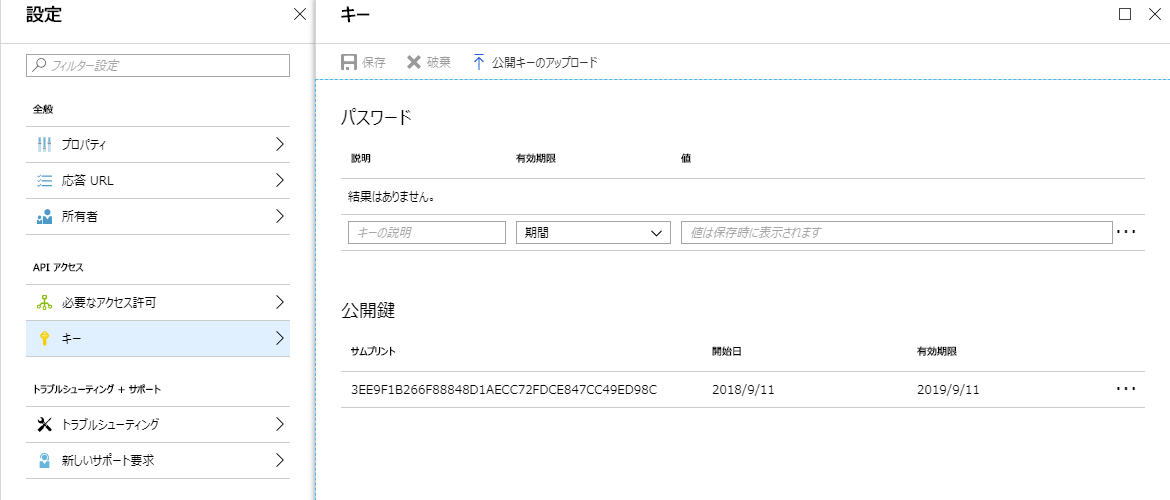 設定
フィルター設定
全般
プロパティ
応答 URL
所有者
API アクセス
必要なアクセス許可
キー
トラブルシューティング + サポート
トラブルシューティング
新しいサポート要求
キー
保存 破棄 公開キーのアップロード
パスワード
説明 有効期限 値
結果はありません。
キーの説明 期間 値は保存時に表示されます
公開鍵
サムプリント 開始日 有効期限
3EE9F1B266F88848D1AECC72FDCE847CC49ED98C 2018/9/11 2019/9/11